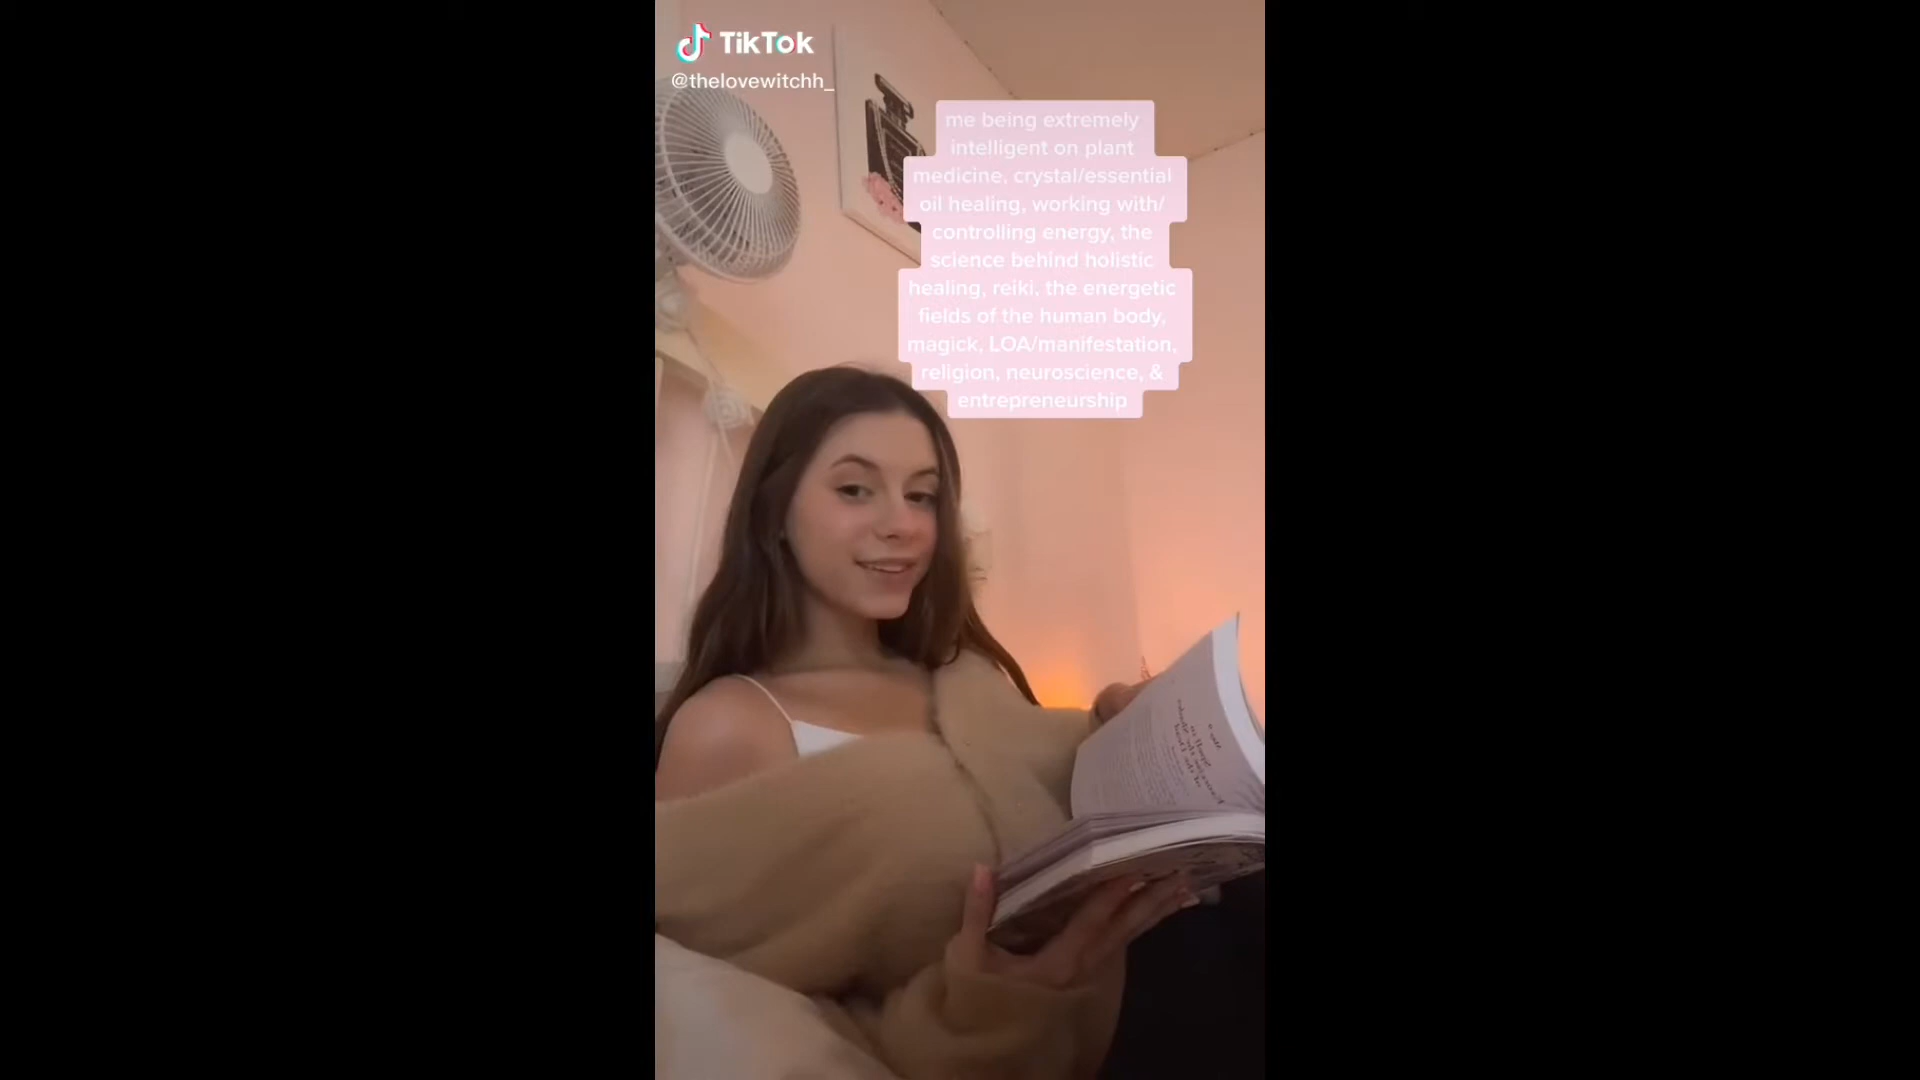 TikTok
@thelovewitchh_
me being extremely
intelligent on plant
medicine, crystal/essential
oil healing, working with/
controlling energy, the
science behind holistic
healing, reiki, the energetic
fields of the human body,
magick, LOA/manifestation,
religion, neuroscience, &
entrepreneurship